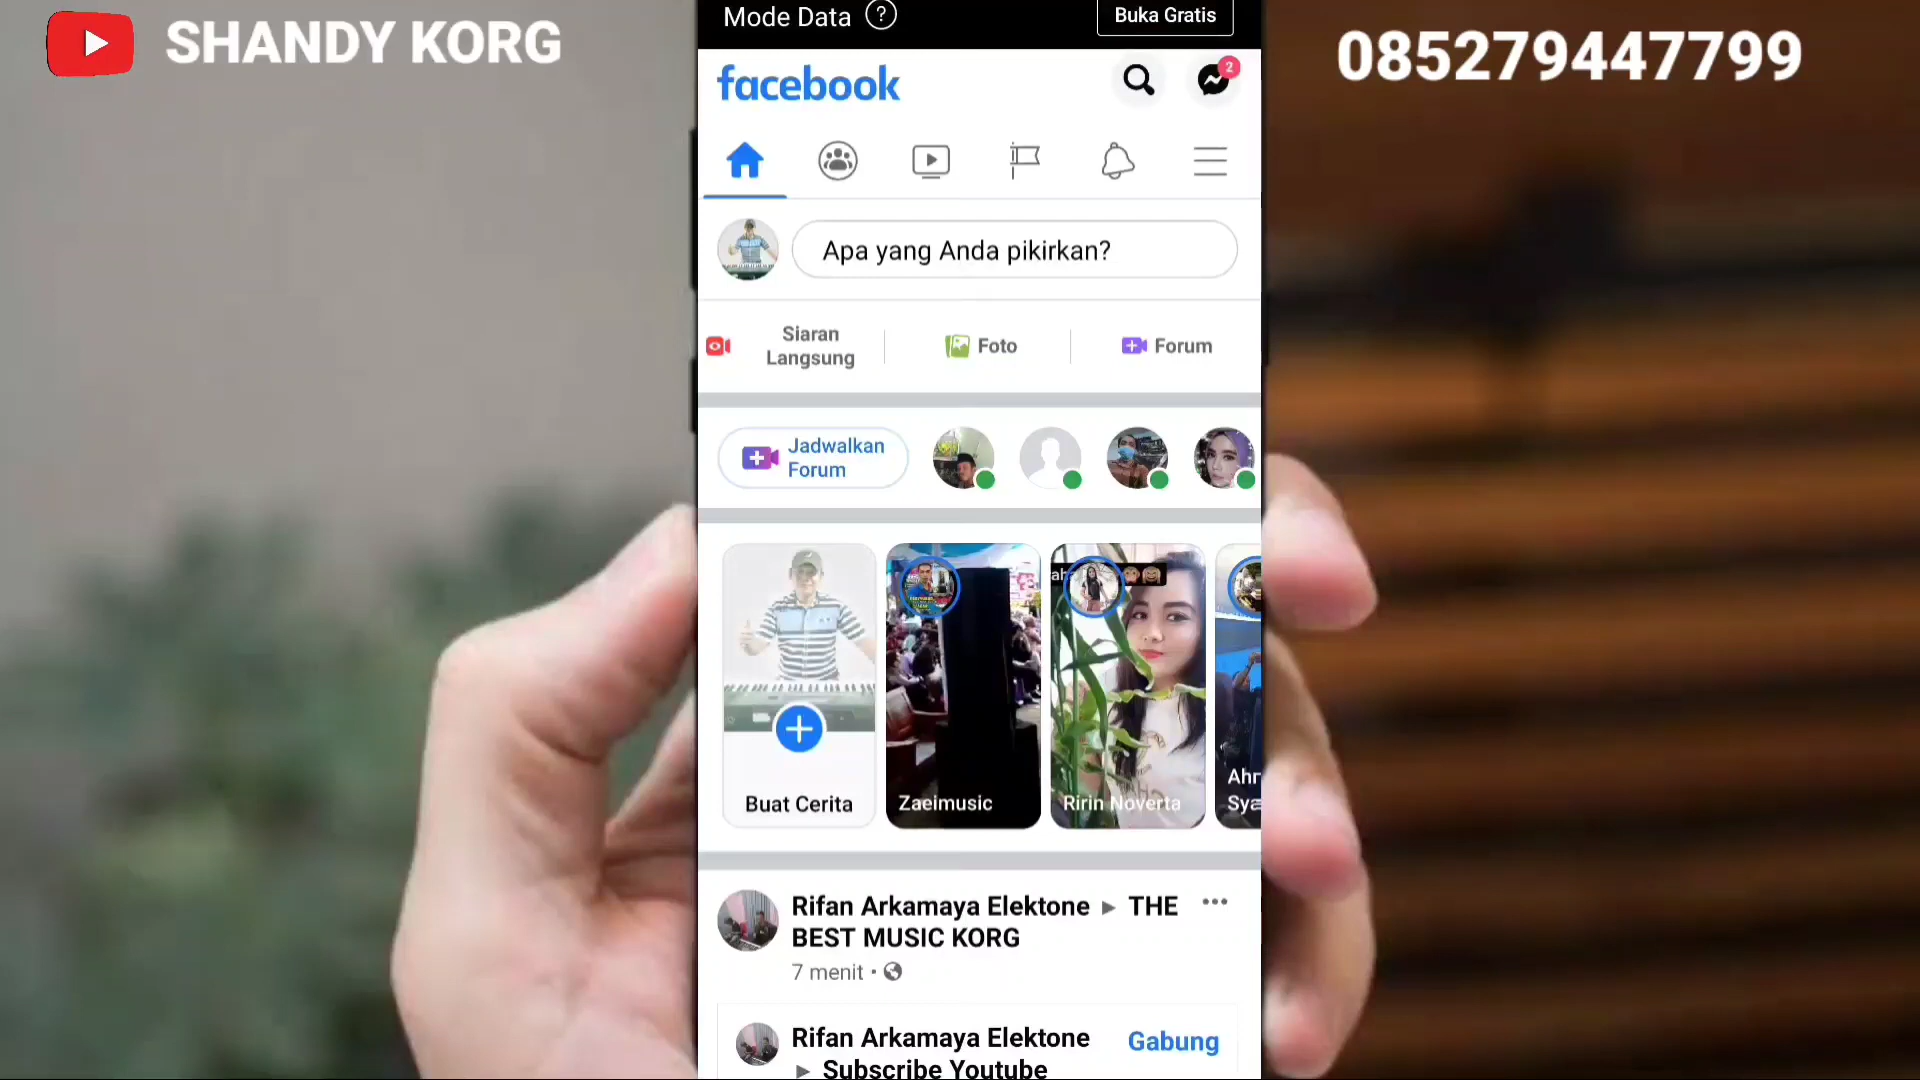 SHANDY KORG
085279447799
Mode Data ?
Buka Gratis
facebook
2
Apa yang Anda pikirkan?
Siaran
Langsung
Foto
Forum
Jadwalkan
Forum
Buat Cerita
Zaeimusic
Ririn Noverta
Ahr
Sya
Rifan Arkamaya Elektone ▸ THE
BEST MUSIC KORG
7 menit •
Rifan Arkamaya Elektone
▸ Subscribe Youtube
Gabung